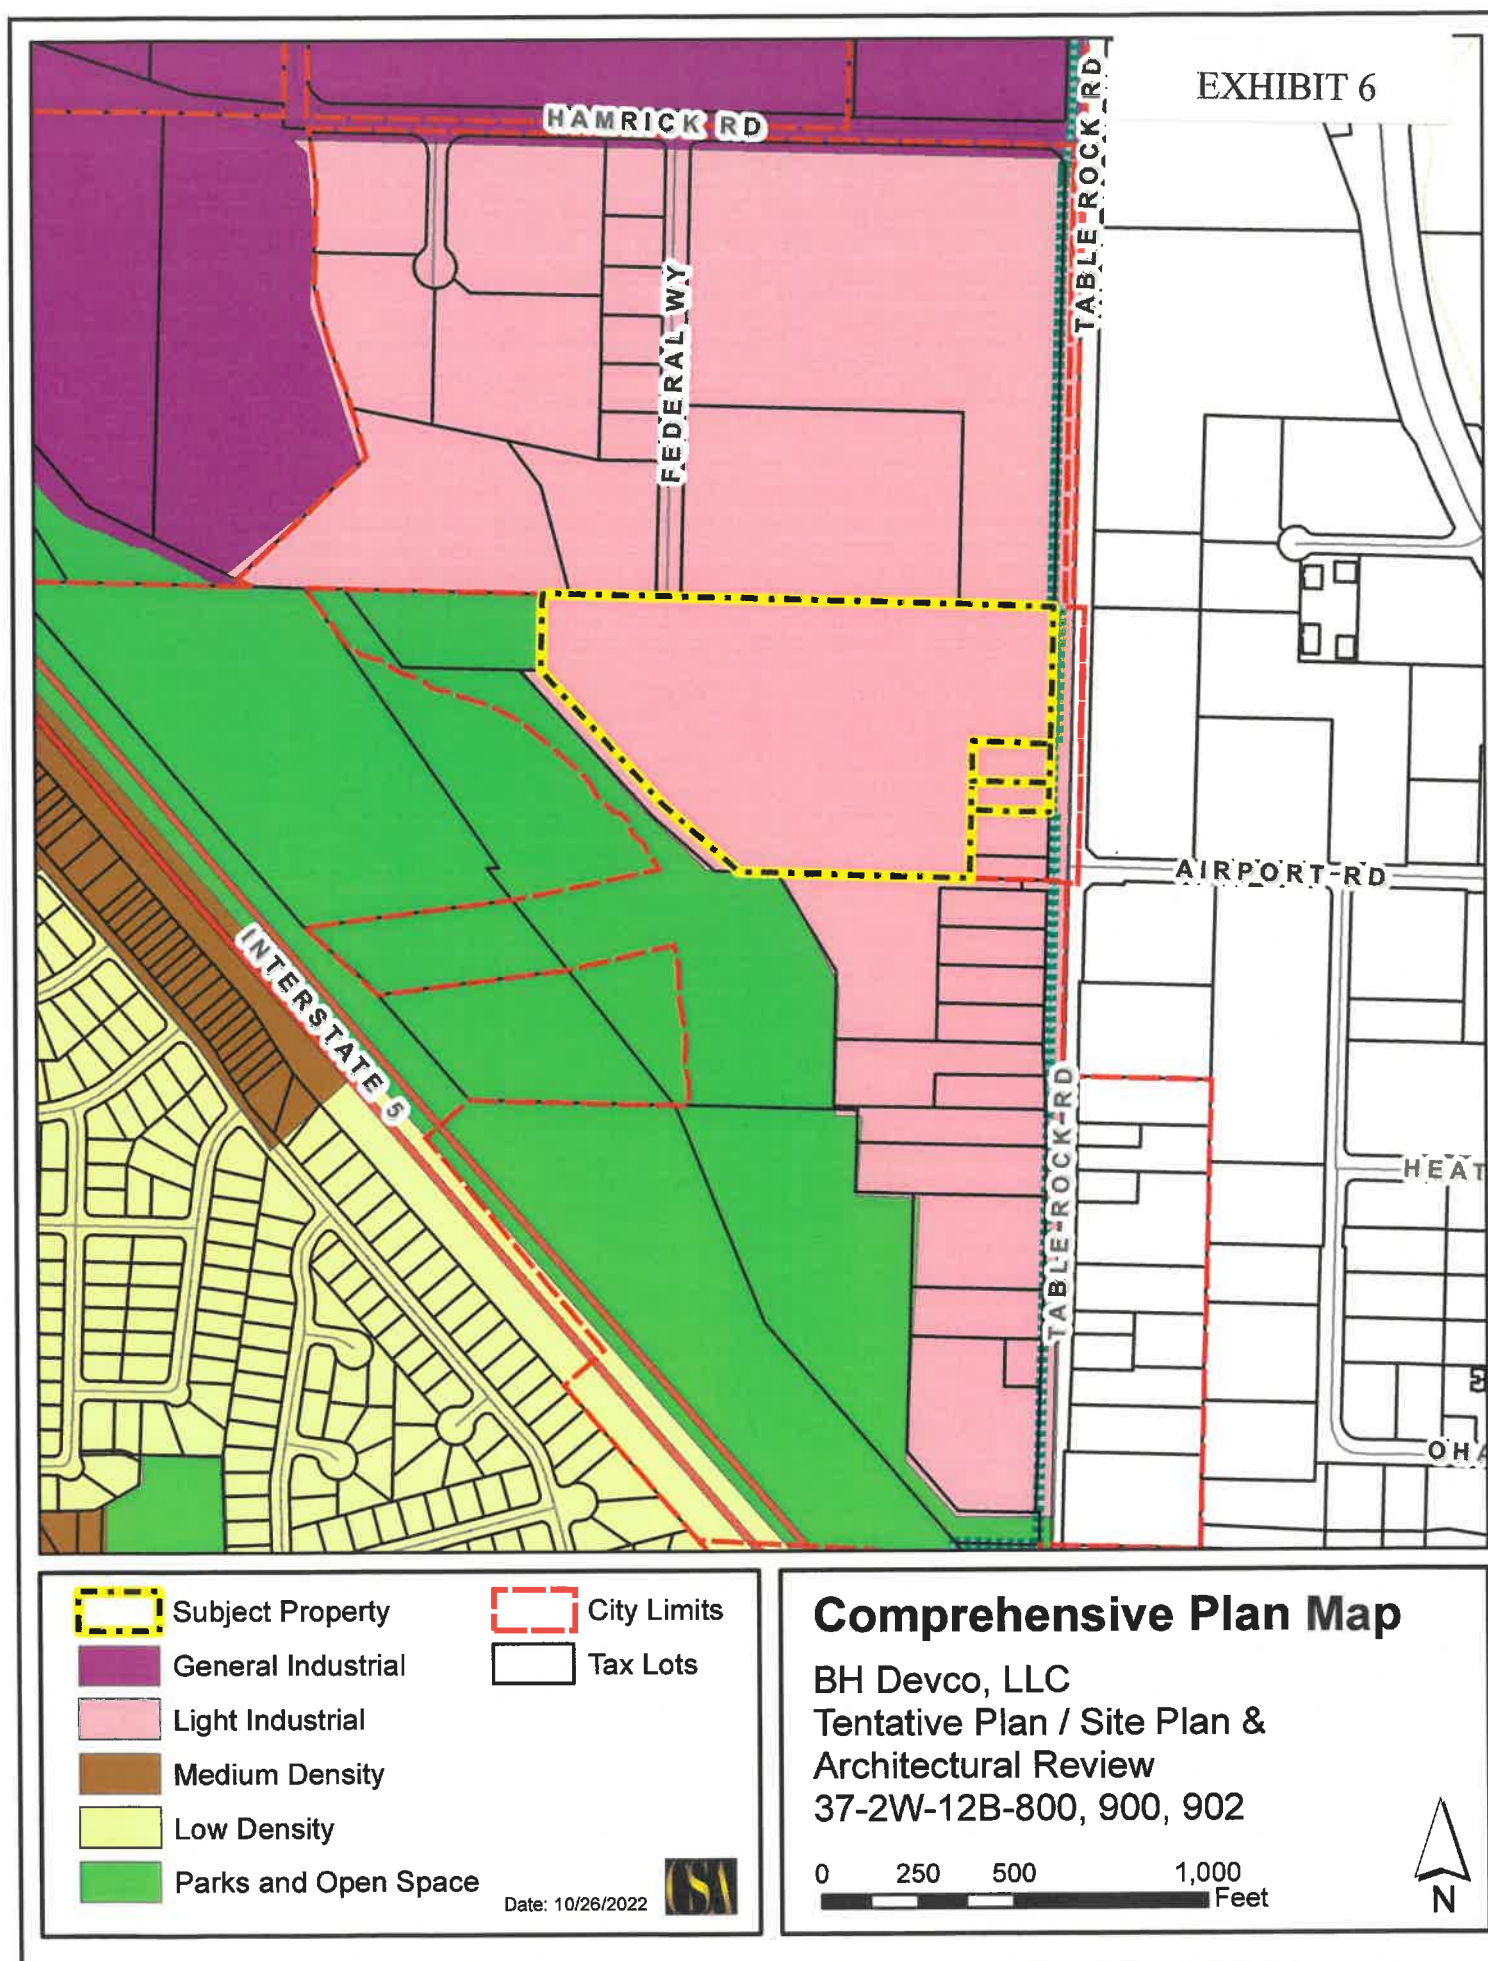 EXHIBIT 6
HAMRICK RD
TABLE ROCK RD
FEDERAL WY
AIRPORT RD
INTERSTATE 5
TABLE ROCK RD
HEAT
OHA
Subject Property
General Industrial
Light Industrial
Medium Density
Low Density
Parks and Open Space
City Limits
Tax Lots
Date: 10/26/2022
CSA
Comprehensive Plan Map
BH Devco, LLC
Tentative Plan / Site Plan &
Architectural Review
37-2W-12B-800, 900, 902
0 250 500 1,000
Feet
N